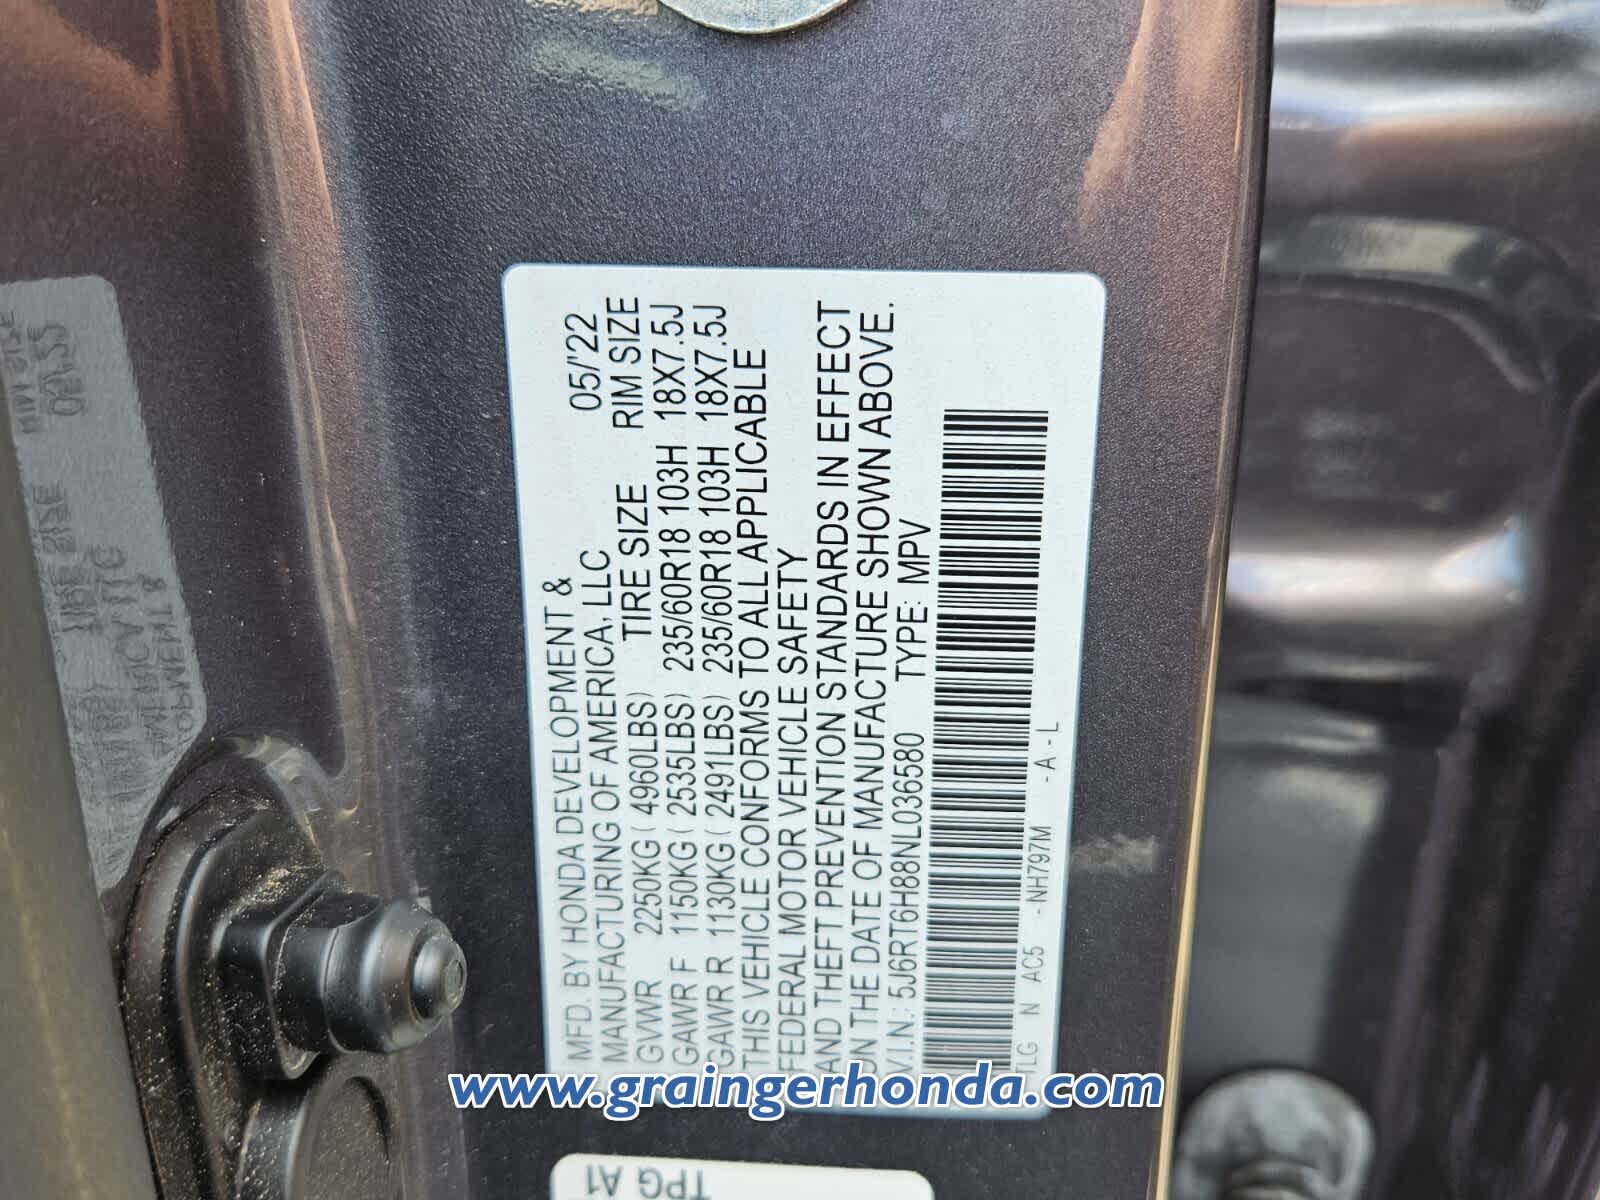 MFD. BY HONDA DEVELOPMENT & 05/'22
MANUFACTURING OF AMERICA, LLC
TIRE SIZE RIM SIZE
GVWR 2250KG ( 4960LBS)
GAWR F 1150KG ( 2535LBS) 235/60R18 103H 18X7.5J
GAWR R 1130KG ( 2491LBS) 235/60R18 103H 18X7.5J
THIS VEHICLE CONFORMS TO ALL APPLICABLE
FEDERAL MOTOR VEHICLE SAFETY
AND THEFT PREVENTION STANDARDS IN EFFECT
ON THE DATE OF MANUFACTURE SHOWN ABOVE.
V.I.N.: 5J6RT6H88NL036580 TYPE: MPV
TLG N AC5 - NH797M - A - L
www.graingerhonda.com
TPG A1